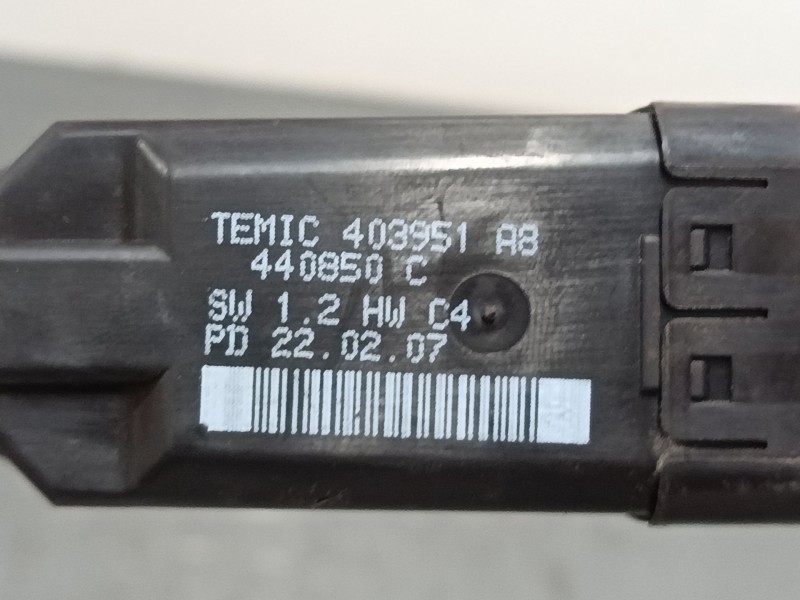 TEMIC 403951 A8
440850 C
SW 1.2 HW C4
PD 22.02.07